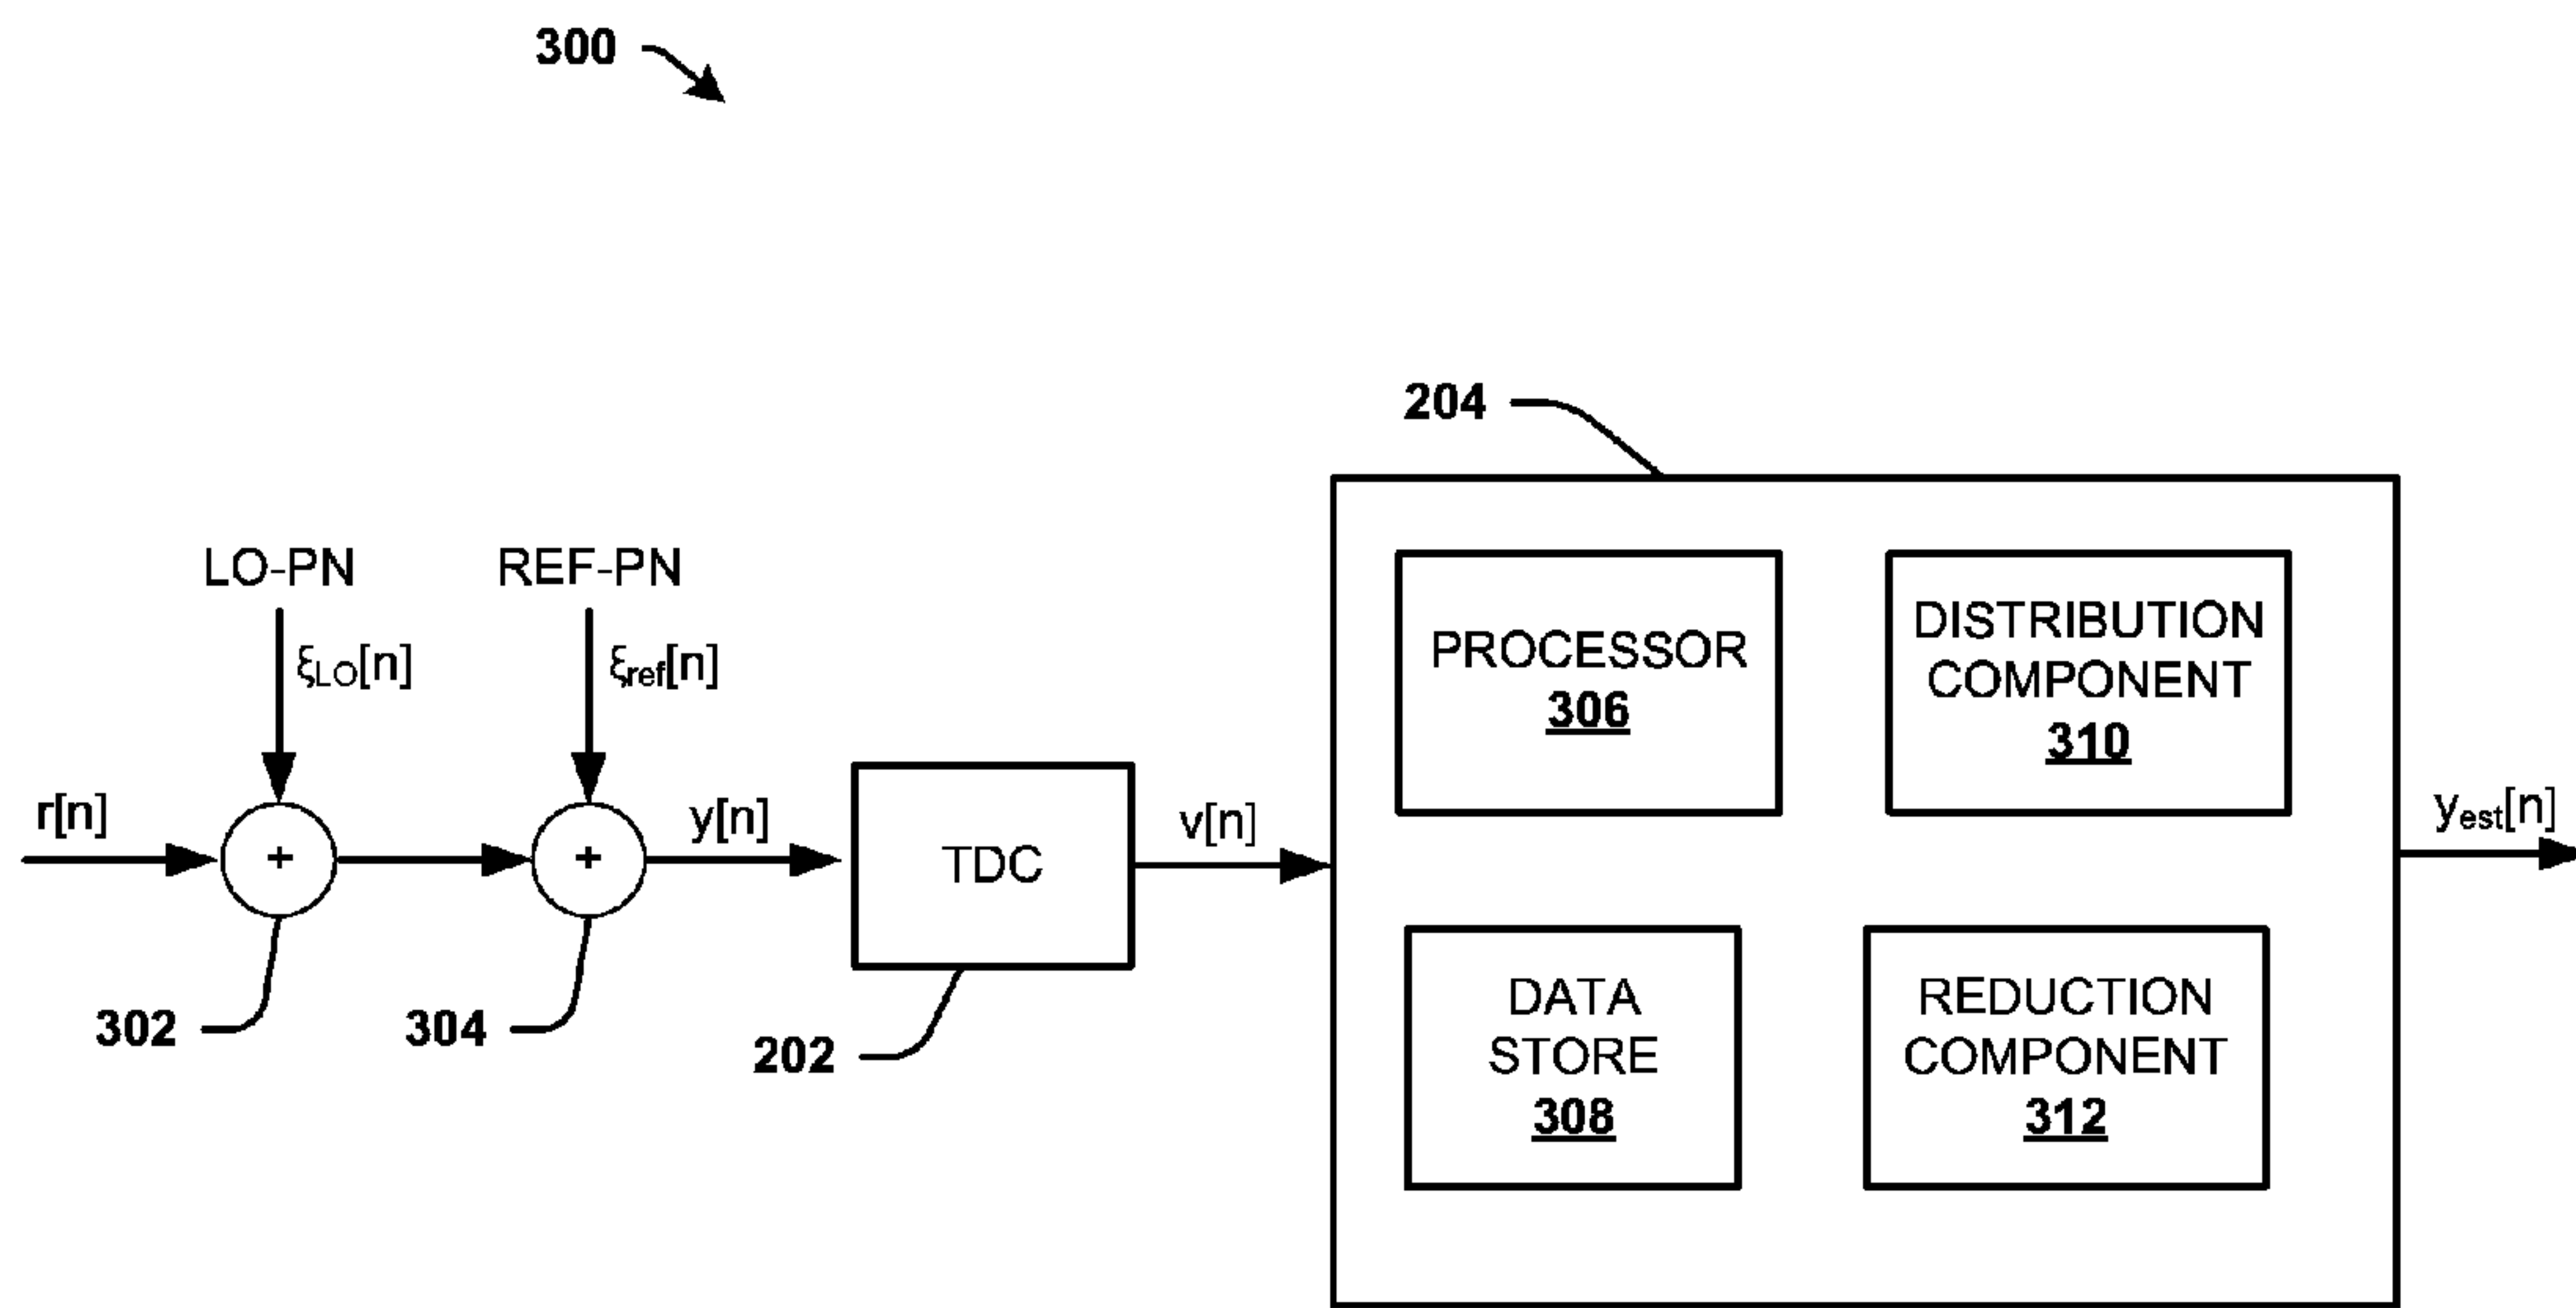 300
204
LO-PN
REF-PN
ξLO[n]
ξref[n]
r[n]
y[n]
TDC
v[n]
PROCESSOR
306
DISTRIBUTION
COMPONENT
310
yest[n]
DATA
STORE
308
REDUCTION
COMPONENT
312
+
+
302
304
202